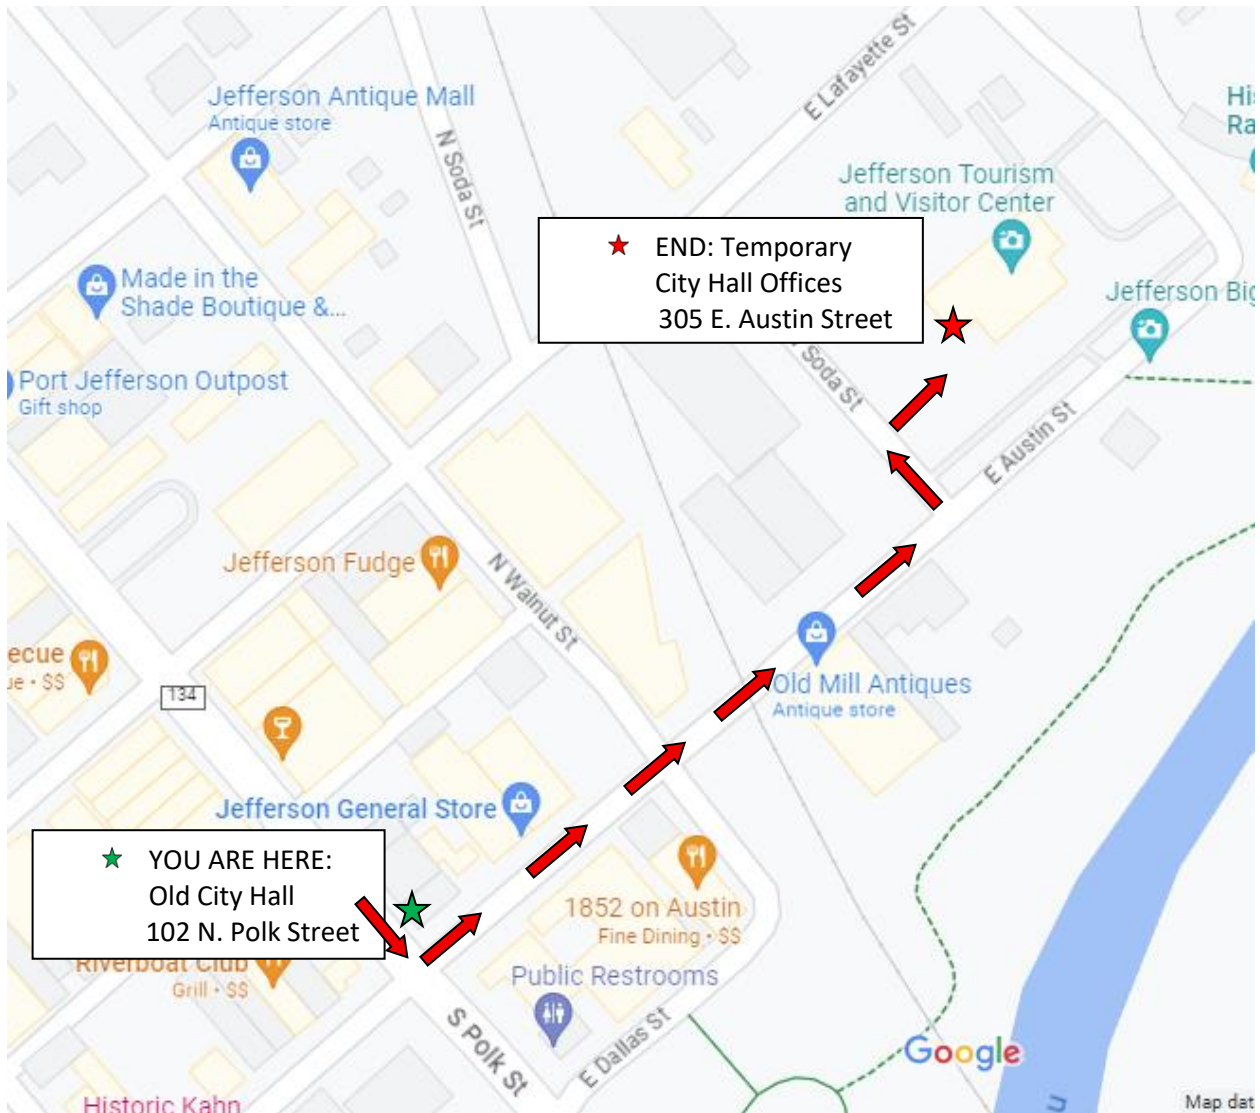 Jefferson Antique Mall
Antique store
N Soda St
E Lafayette St
His
Ra
Jefferson Tourism
and Visitor Center
END: Temporary
City Hall Offices
305 E. Austin Street
Made in the
Shade Boutique &...
Jefferson Big
Port Jefferson Outpost
Gift shop
Soda St
E Austin St
Jefferson Fudge
N Walnut St
ecue
ue • $$
134
Old Mill Antiques
Antique store
Jefferson General Store
YOU ARE HERE:
Old City Hall
102 N. Polk Street
1852 on Austin
Fine Dining • $$
Riverboat Club
Grill • $$
Public Restrooms
S Polk St
E Dallas St
Google
Historic Kahn
Map dat